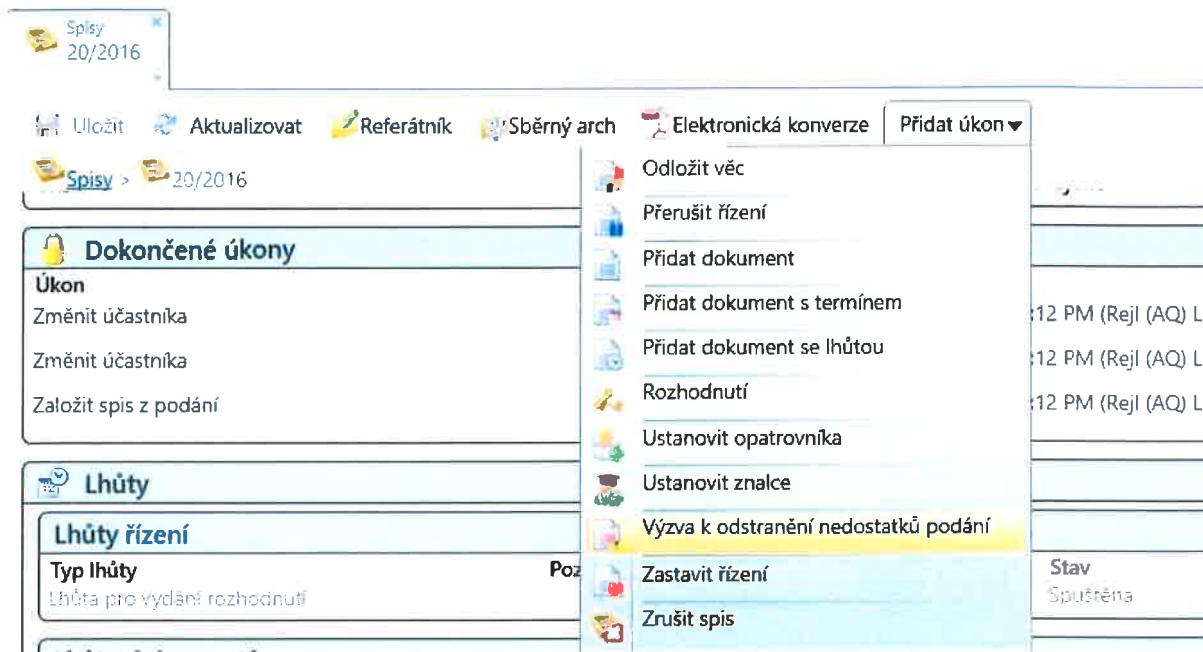 Spisy
20/2016
Uložit Aktualizovat Referátník Sběrný arch Elektronická konverze Přidat úkon
Spisy > 20/2016
Odložit věc
Přerušit řízení
Přidat dokument
Přidat dokument s termínem
Přidat dokument se lhůtou
Rozhodnutí
Ustanovit opatrovníka
Ustanovit znalce
Výzva k odstranění nedostatků podání
Zastavit řízení
Zrušit spis
Dokončené úkony
Úkon
Změnit účastníka :12 PM (Rejl (AQ) L
Změnit účastníka :12 PM (Rejl (AQ) L
Založit spis z podání :12 PM (Rejl (AQ) L
Lhůty
Lhůty řízení
Typ lhůty Poz Stav
Lhůta pro vydání rozhodnutí Spuštěna